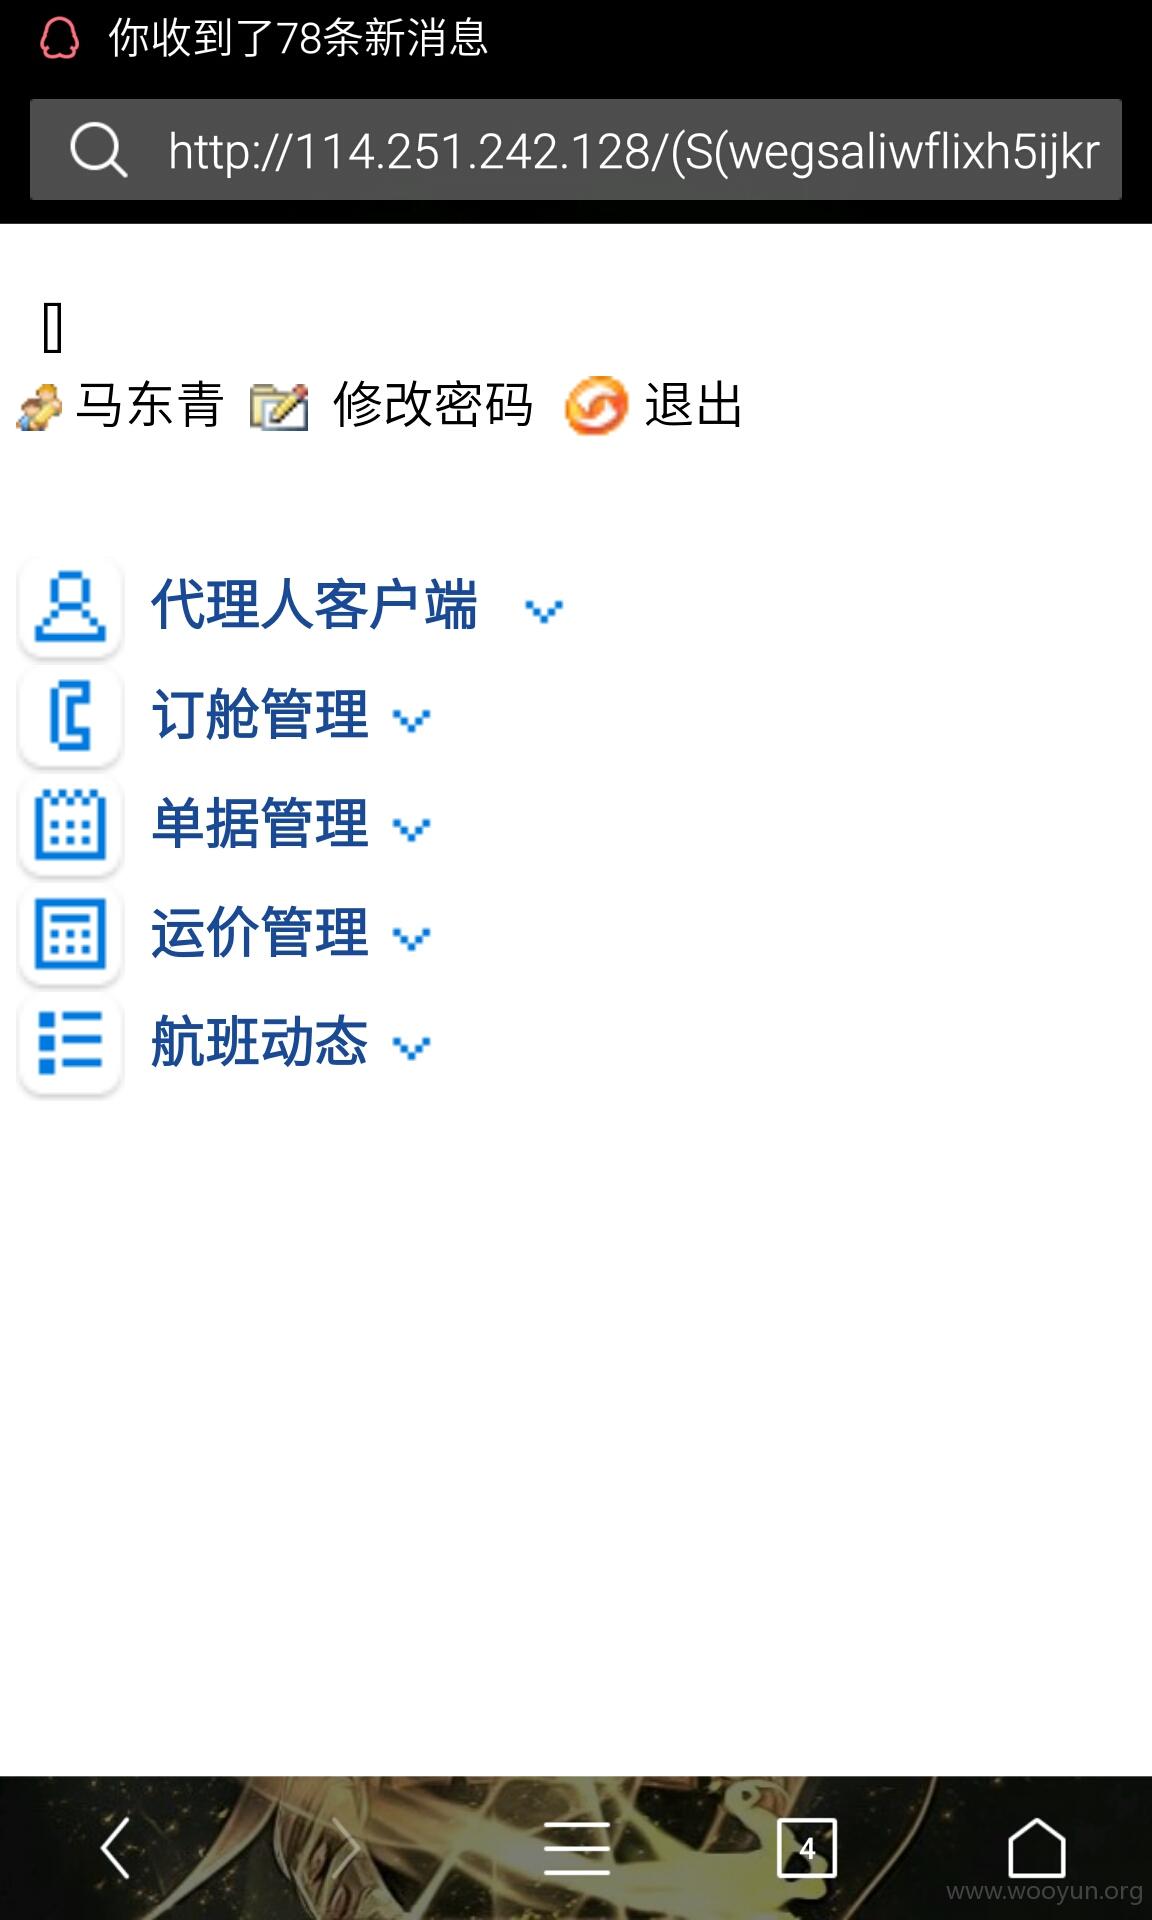 你收到了78条新消息
http://114.251.242.128/(S(wegsaliwflixh5ijkr
马东青 修改密码 退出
代理人客户端
订舱管理
单据管理
运价管理
航班动态
4
www.wooyun.org